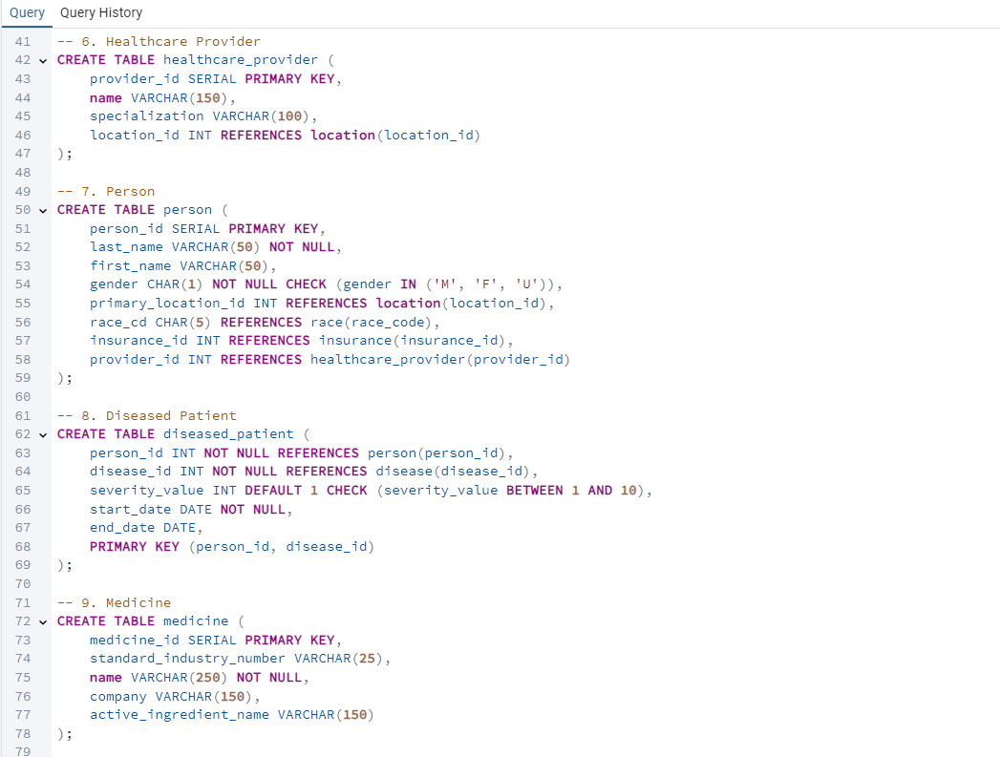 Query Query History
41 -- 6. Healthcare Provider
42 CREATE TABLE healthcare_provider (
43     provider_id SERIAL PRIMARY KEY,
44     name VARCHAR(150),
45     specialization VARCHAR(100),
46     location_id INT REFERENCES location(location_id)
47 );
48
49 -- 7. Person
50 CREATE TABLE person (
51     person_id SERIAL PRIMARY KEY,
52     last_name VARCHAR(50) NOT NULL,
53     first_name VARCHAR(50),
54     gender CHAR(1) NOT NULL CHECK (gender IN ('M', 'F', 'U')),
55     primary_location_id INT REFERENCES location(location_id),
56     race_cd CHAR(5) REFERENCES race(race_code),
57     insurance_id INT REFERENCES insurance(insurance_id),
58     provider_id INT REFERENCES healthcare_provider(provider_id)
59 );
60
61 -- 8. Diseased Patient
62 CREATE TABLE diseased_patient (
63     person_id INT NOT NULL REFERENCES person(person_id),
64     disease_id INT NOT NULL REFERENCES disease(disease_id),
65     severity_value INT DEFAULT 1 CHECK (severity_value BETWEEN 1 AND 10),
66     start_date DATE NOT NULL,
67     end_date DATE,
68     PRIMARY KEY (person_id, disease_id)
69 );
70
71 -- 9. Medicine
72 CREATE TABLE medicine (
73     medicine_id SERIAL PRIMARY KEY,
74     standard_industry_number VARCHAR(25),
75     name VARCHAR(250) NOT NULL,
76     company VARCHAR(150),
77     active_ingredient_name VARCHAR(150)
78 );
79